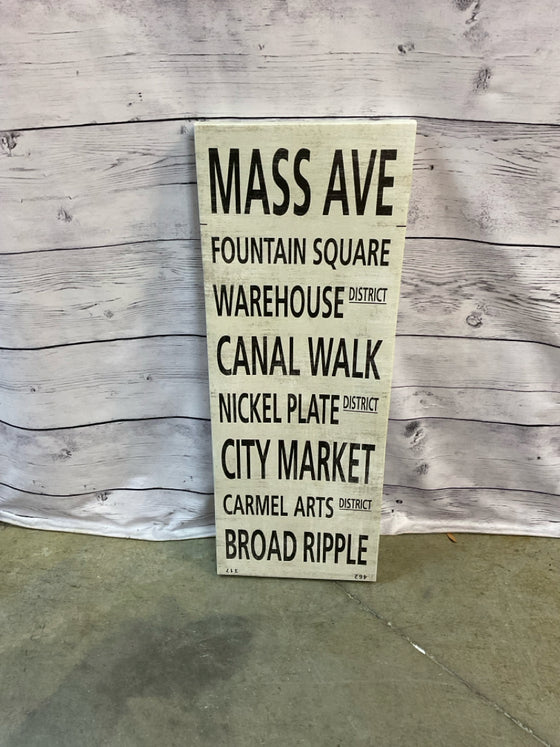 MASS AVE
FOUNTAIN SQUARE
WAREHOUSE DISTRICT
CANAL WALK
NICKEL PLATE DISTRICT
CITY MARKET
CARMEL ARTS DISTRICT
BROAD RIPPLE
317 462